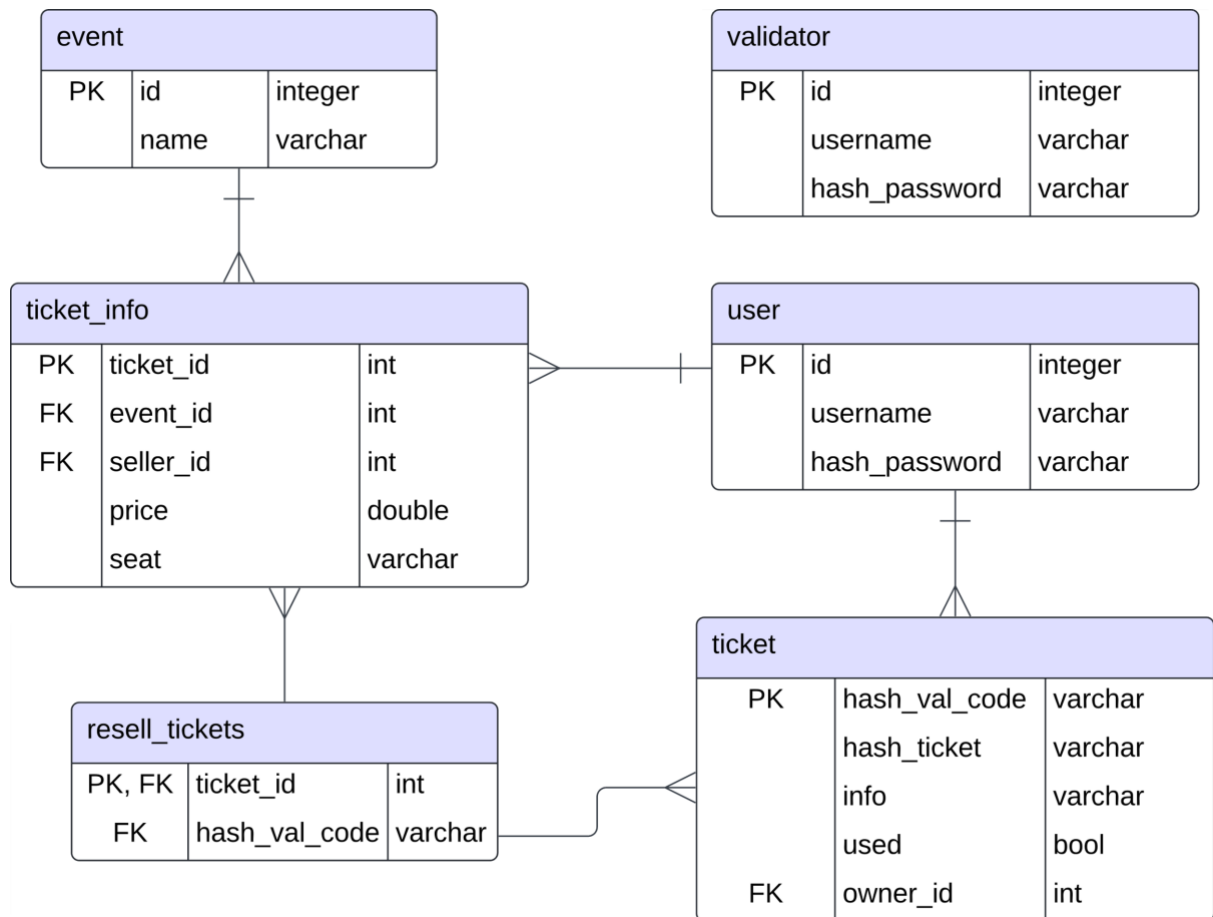 event
PK id integer
name varchar
validator
PK id integer
username varchar
hash_password varchar
ticket_info
PK ticket_id int
FK event_id int
FK seller_id int
price double
seat varchar
user
PK id integer
username varchar
hash_password varchar
resell_tickets
PK, FK ticket_id int
FK hash_val_code varchar
ticket
PK hash_val_code varchar
hash_ticket varchar
info varchar
used bool
FK owner_id int